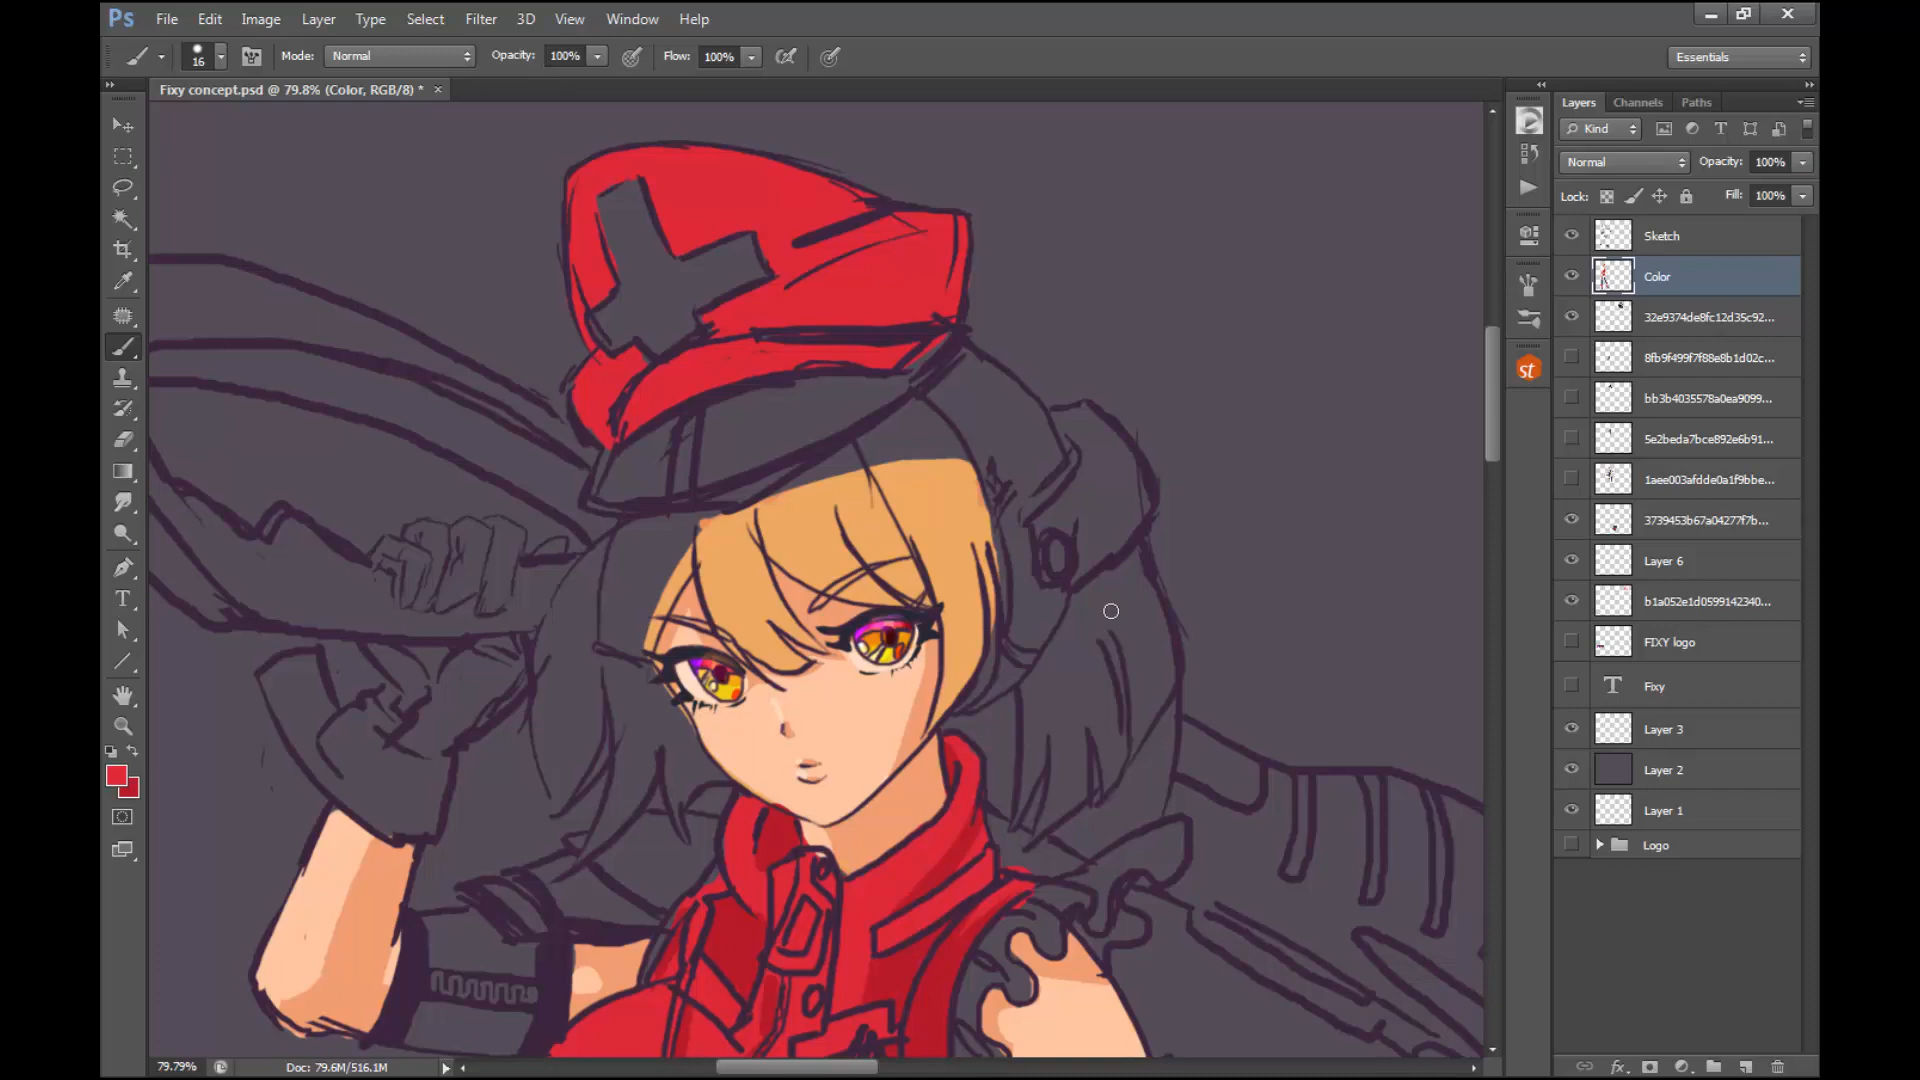 Ps File Edit Image Layer Type Select Filter 3D View Window Help
16 Mode: Normal Opacity: 100% Flow: 100% Essentials
Fixy concept.psd @ 79.8% (Color, RGB/8) *
Layers Channels Paths
Kind
Normal Opacity: 100%
Lock: Fill: 100%
Sketch
Color
32e9374de8fc12d35c92...
8fb9f499f7f88e8b1d02c...
bb3b4035578a0ea9099...
5e2beda7bce892e6b91...
1aee003afdde0a1f9bbe...
3739453b67a04277f7b...
Layer 6
b1a052e1d0599142340...
FIXY logo
Fixy
Layer 3
Layer 2
Layer 1
Logo
st
79.79% Doc: 79.6M/516.1M